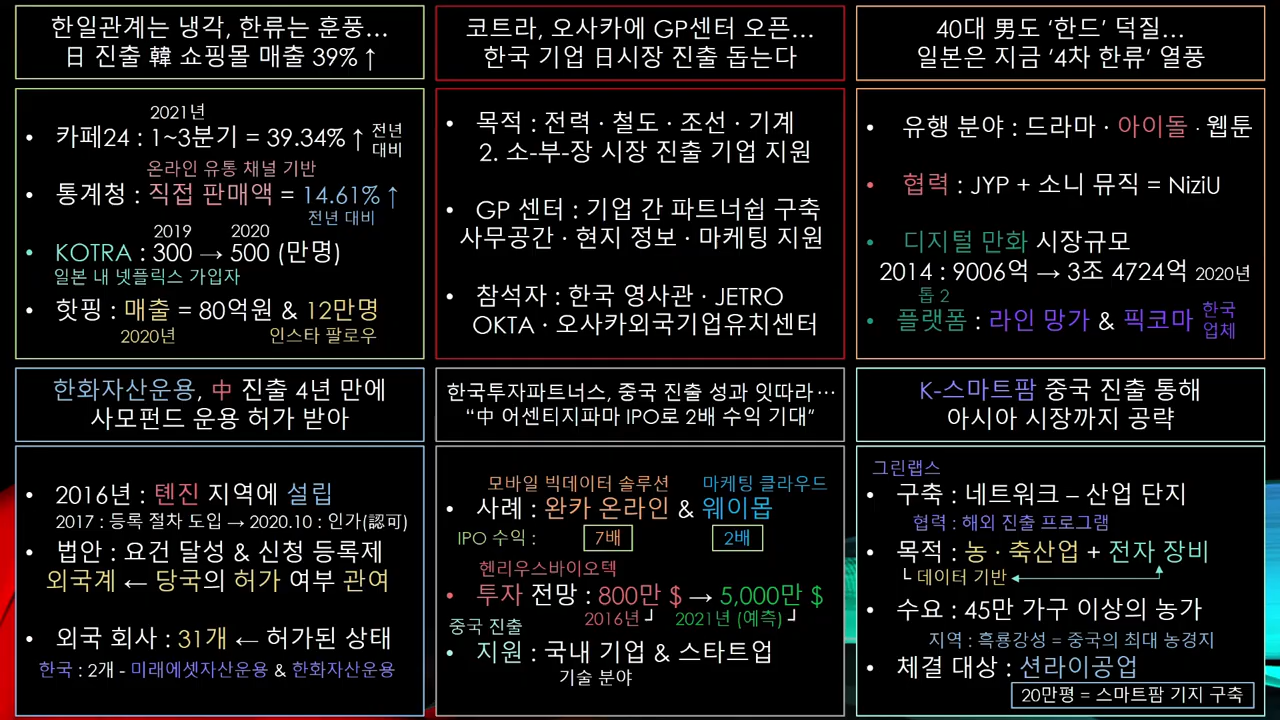 한일관계는 냉각, 한류는 훈풍…
日 진출 韓 쇼핑몰 매출 39% ↑
2021년
• 카페24 : 1~3분기 = 39.34% ↑ 전년 대비
온라인 유통 채널 기반
• 통계청 : 직접 판매액 = 14.61% ↑
전년 대비
2019 2020
• KOTRA : 300 → 500 (만명)
일본 내 넷플릭스 가입자
• 핫핑 : 매출 = 80억원 & 12만명
2020년 인스타 팔로우
코트라, 오사카에 GP센터 오픈…
한국 기업 日시장 진출 돕는다
• 목적 : 전력 · 철도 · 조선 · 기계
2. 소-부-장 시장 진출 기업 지원
• GP 센터 : 기업 간 파트너쉽 구축
사무공간 · 현지 정보 · 마케팅 지원
• 참석자 : 한국 영사관 · JETRO
OKTA · 오사카외국기업유치센터
40대 男도 ‘한드’ 덕질…
일본은 지금 ‘4차 한류’ 열풍
• 유행 분야 : 드라마 · 아이돌 · 웹툰
• 협력 : JYP + 소니 뮤직 = NiziU
• 디지털 만화 시장규모
2014 : 9006억 → 3조 4724억 2020년
톱 2
• 플랫폼 : 라인 망가 & 픽코마 한국 업체
한화자산운용, 中 진출 4년 만에
사모펀드 운용 허가 받아
• 2016년 : 톈진 지역에 설립
2017 : 등록 절차 도입 → 2020.10 : 인가(認可)
• 법안 : 요건 달성 & 신청 등록제
외국계 ← 당국의 허가 여부 관여
• 외국 회사 : 31개 ← 허가된 상태
한국 : 2개 - 미래에셋자산운용 & 한화자산운용
한국투자파트너스, 중국 진출 성과 잇따라…
“中 어센티지파마 IPO로 2배 수익 기대”
모바일 빅데이터 솔루션 마케팅 클라우드
• 사례 : 완카 온라인 & 웨이몹
IPO 수익 : 7배 2배
헨리우스바이오텍
• 투자 전망 : 800만 $ → 5,000만 $
2016년 ┘ 2021년 (예측) ┘
중국 진출
• 지원 : 국내 기업 & 스타트업
기술 분야
K-스마트팜 중국 진출 통해
아시아 시장까지 공략
그린랩스
• 구축 : 네트워크 – 산업 단지
협력 : 해외 진출 프로그램
• 목적 : 농 · 축산업 + 전자 장비
└ 데이터 기반
• 수요 : 45만 가구 이상의 농가
지역 : 흑룡강성 = 중국의 최대 농경지
• 체결 대상 : 션라이공업
20만평 = 스마트팜 기지 구축